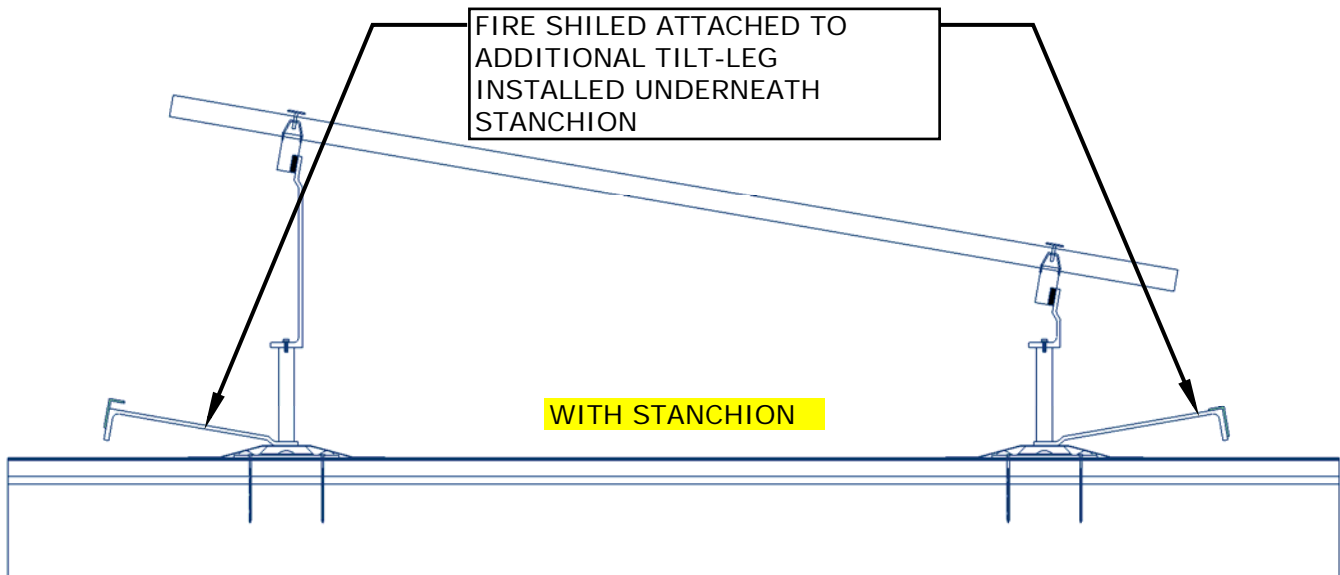 FIRE SHILED ATTACHED TO
ADDITIONAL TILT-LEG
INSTALLED UNDERNEATH
STANCHION
WITH STANCHION